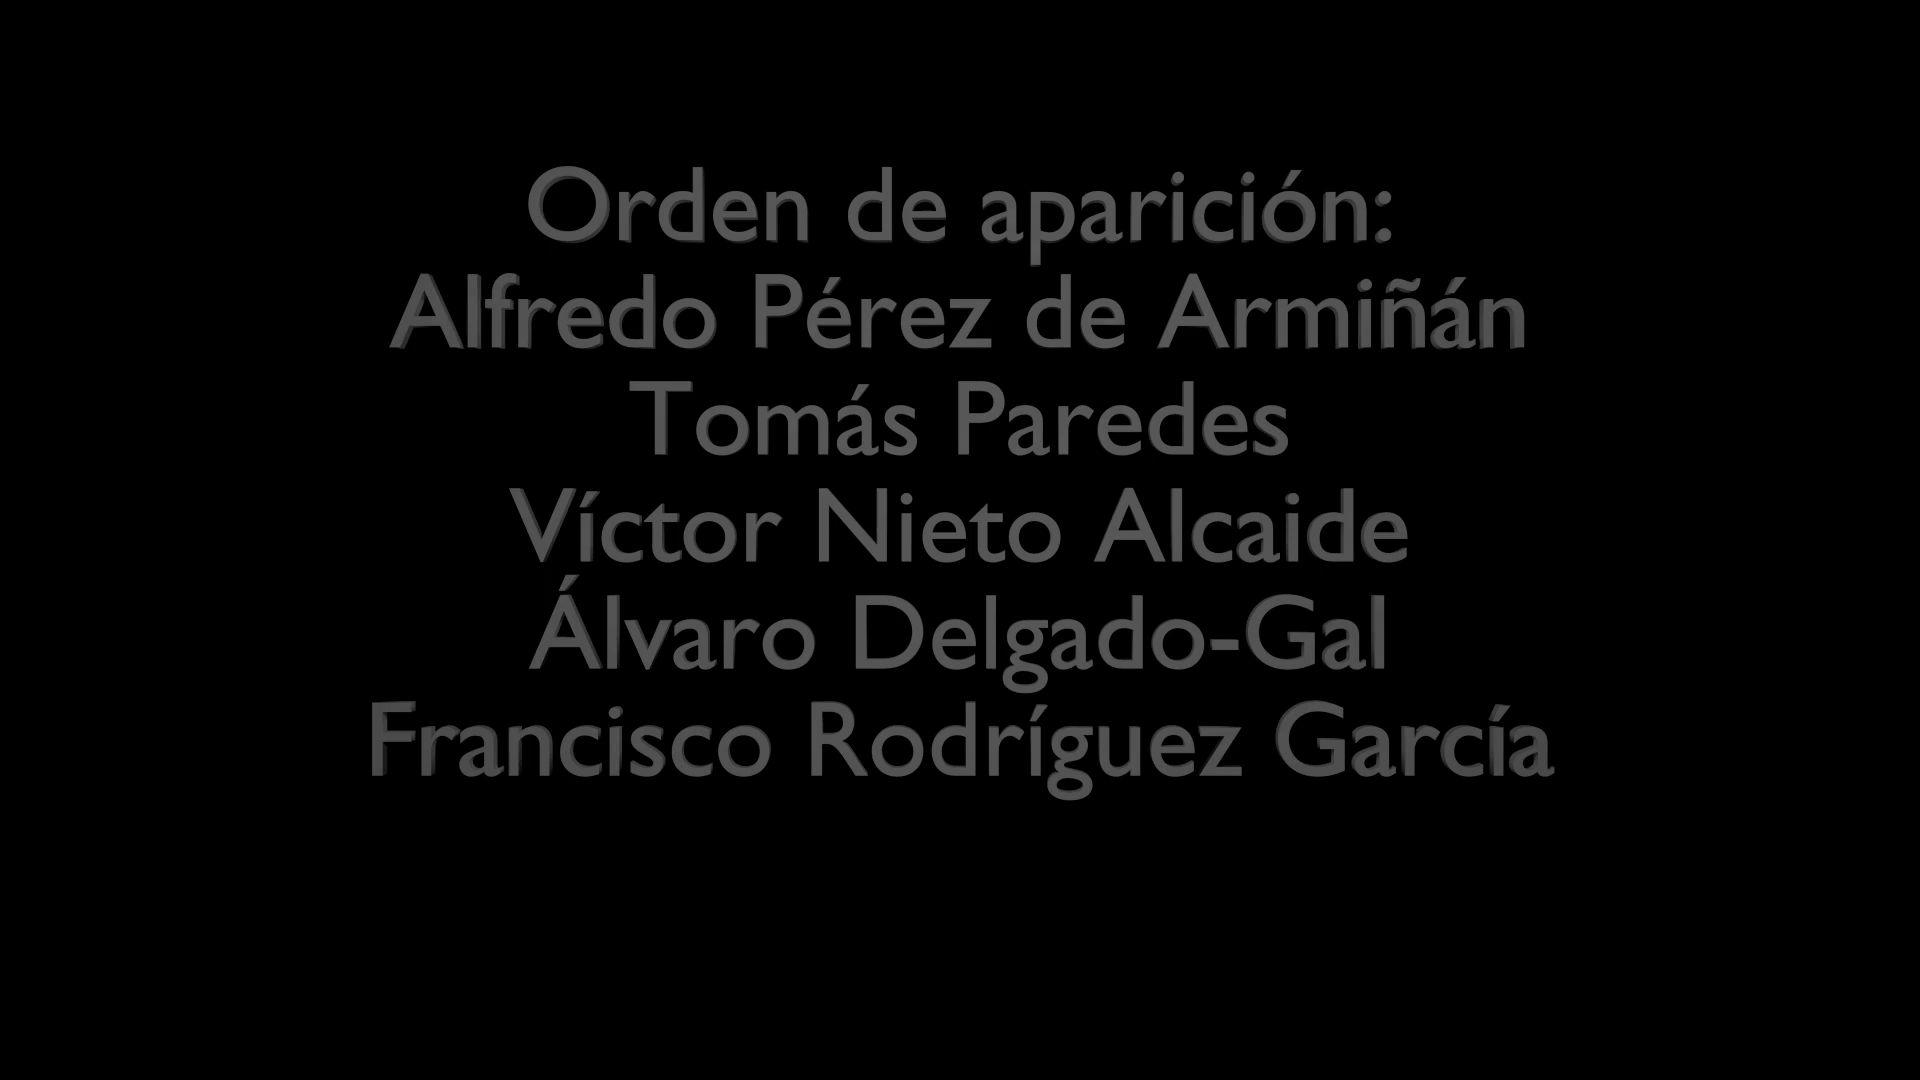 Orden de aparición:
Alfredo Pérez de Armiñán
Tomás Paredes
Víctor Nieto Alcaide
Álvaro Delgado-Gal
Francisco Rodríguez García